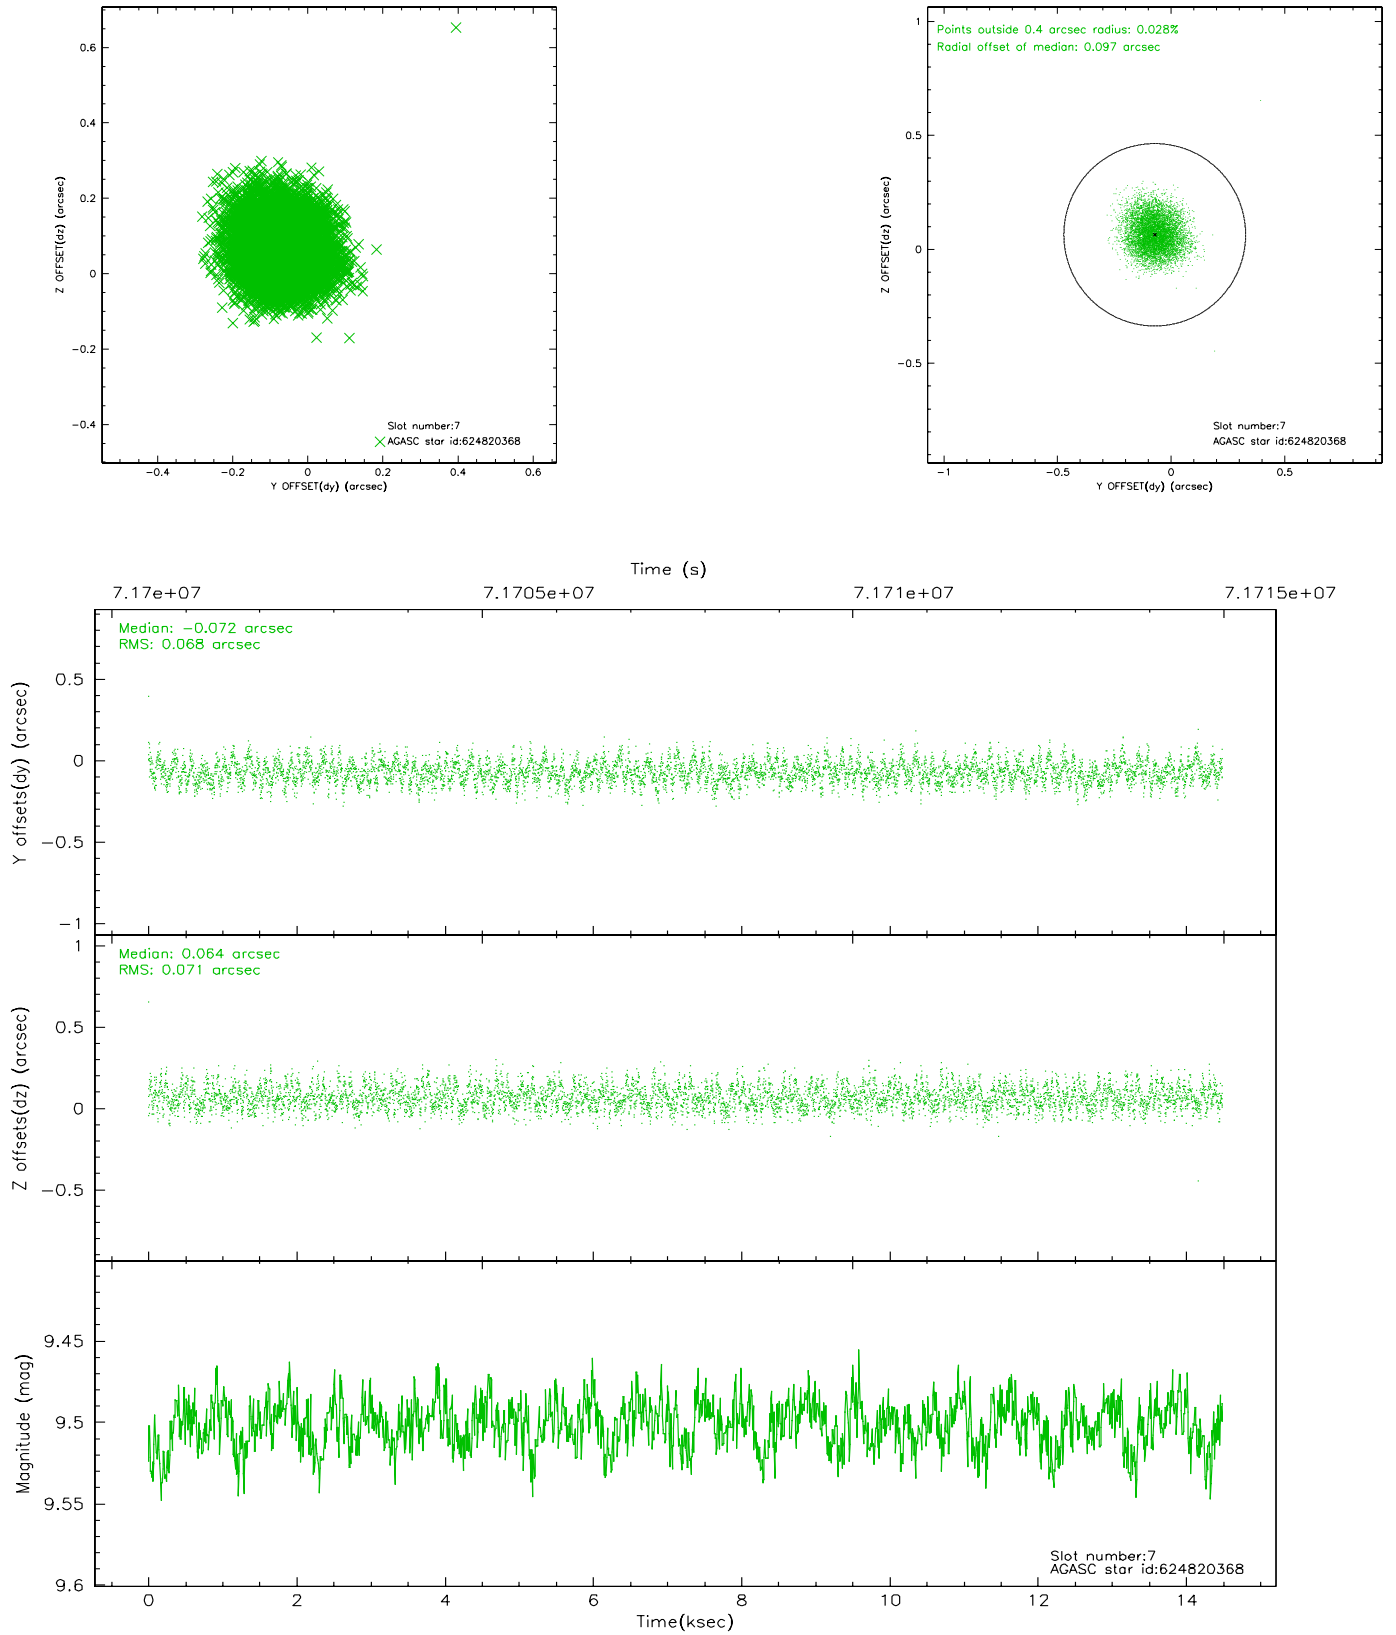 0.6
0.4
0.2
0
−0.2
−0.4
Z OFFSET(dz) (arcsec)
Slot number:7
AGASC star id:624820368
−0.4 −0.2 0 0.2 0.4 0.6
Y OFFSET(dy) (arcsec)
Points outside 0.4 arcsec radius: 0.028%
Radial offset of median: 0.097 arcsec
1
0.5
0
−0.5
Z OFFSET(dz) (arcsec)
Slot number:7
AGASC star id:624820368
−1 −0.5 0 0.5
Y OFFSET(dy) (arcsec)
Time (s)
7.17e+07 7.1705e+07 7.171e+07 7.1715e+07
Median: −0.072 arcsec
RMS: 0.068 arcsec
0.5
0
−0.5
−1
Y offsets(dy) (arcsec)
Median: 0.064 arcsec
RMS: 0.071 arcsec
1
0.5
0
−0.5
Z offsets(dz) (arcsec)
9.45
9.5
9.55
9.6
Magnitude (mag)
Slot number:7
AGASC star id:624820368
0 2 4 6 8 10 12 14
Time(ksec)